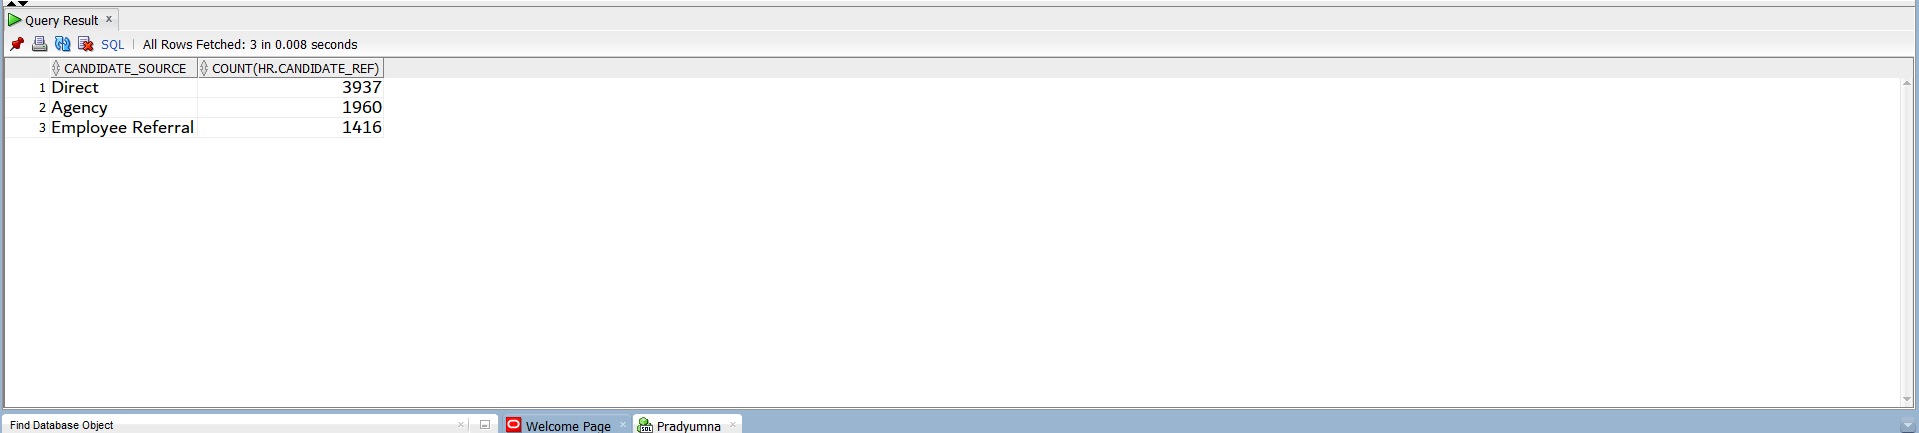 Query Result ×
SQL | All Rows Fetched: 3 in 0.008 seconds
CANDIDATE_SOURCE COUNT(HR.CANDIDATE_REF)
1 Direct 3937
2 Agency 1960
3 Employee Referral 1416
Find Database Object Welcome Page Pradyumna